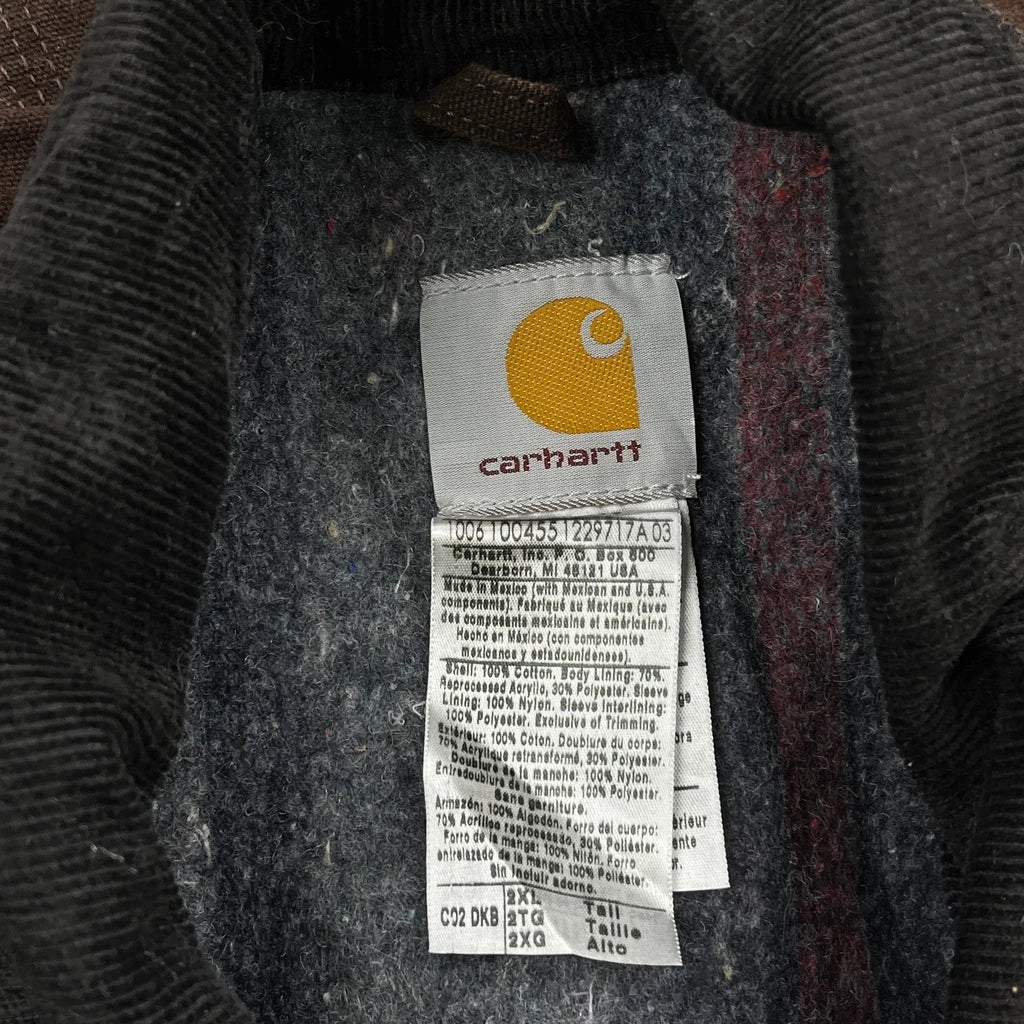 carhartt
1006 100455 1229717A 03
Carhartt, Inc. P. O. Box 600
Dearborn, MI 48121 USA
Made in Mexico (with Mexican and U.S.A.
components). Fabriqué au Mexique (avec
des composants mexicains et américains).
Hecho en México (con componentes
mexicanos y estadounidenses).
Shell: 100% Cotton. Body Lining: 70%
Reprocessed Acrylic, 30% Polyester. Sleeve
Lining: 100% Nylon. Sleeve Interlining:
100% Polyester. Exclusive of Trimming.
Extérieur: 100% Coton. Doublure du corps:
70% Acrylique retransformé, 30% Polyester.
Doublure de la manche: 100% Nylon.
Entredoublure de la manche: 100% Polyester.
Sans garniture.
Armazón: 100% Algodón. Forro del cuerpo:
70% Acrílico reprocesado, 30% Poliéster.
Forro de la manga: 100% Nilón. Forro
entrelazado de la manga: 100% Poliéster.
Sin incluir adorno.
C02 DKB
2XL Tall
2TG Taille
2XG Alto